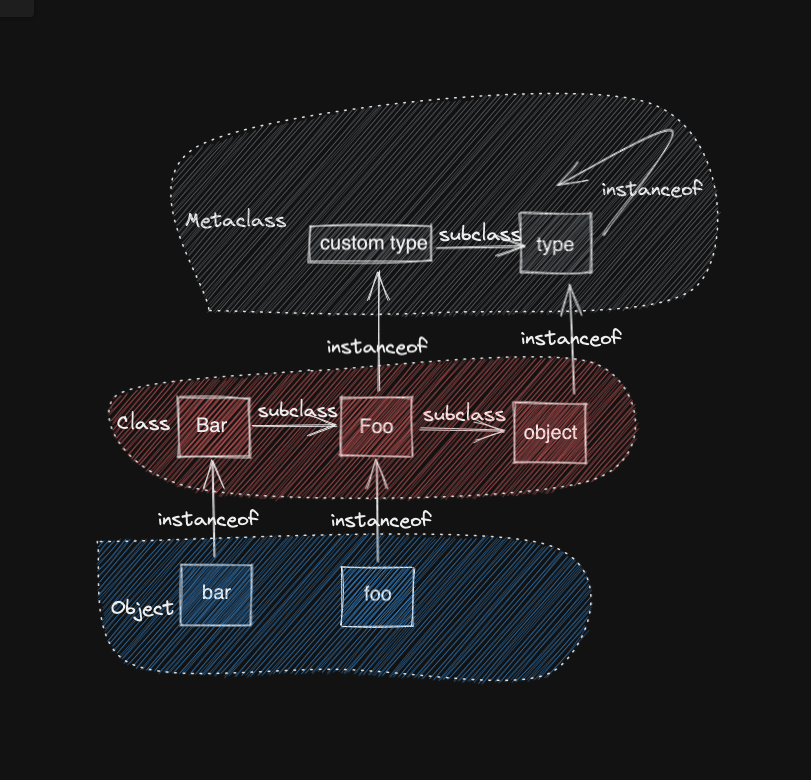 instanceof
Metaclass
custom type
subclass
type
instanceof
instanceof
Class
Bar
subclass
Foo
subclass
object
instanceof
instanceof
Object
bar
foo